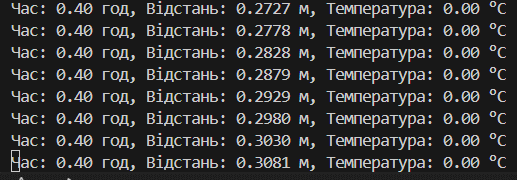 Час: 0.40 год, Відстань: 0.2727 м, Температура: 0.00 °C
Час: 0.40 год, Відстань: 0.2778 м, Температура: 0.00 °C
Час: 0.40 год, Відстань: 0.2828 м, Температура: 0.00 °C
Час: 0.40 год, Відстань: 0.2879 м, Температура: 0.00 °C
Час: 0.40 год, Відстань: 0.2929 м, Температура: 0.00 °C
Час: 0.40 год, Відстань: 0.2980 м, Температура: 0.00 °C
Час: 0.40 год, Відстань: 0.3030 м, Температура: 0.00 °C
Час: 0.40 год, Відстань: 0.3081 м, Температура: 0.00 °C